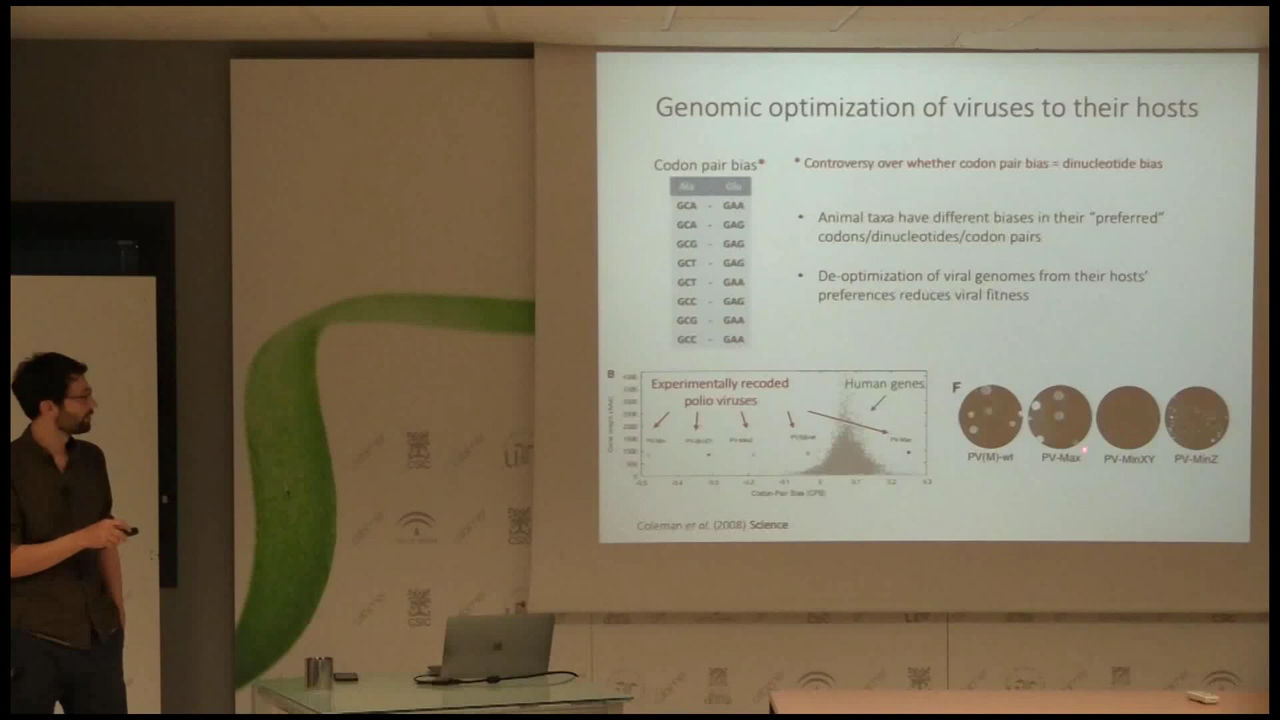 Genomic optimization of viruses to their hosts
Codon pair bias*
* Controversy over whether codon pair bias = dinucleotide bias
Ala - Glu
GCA - GAA
GCA - GAG
GCG - GAG
GCT - GAG
GCT - GAA
GCC - GAG
GCG - GAA
GCC - GAA
• Animal taxa have different biases in their "preferred"
codons/dinucleotides/codon pairs
• De-optimization of viral genomes from their hosts'
preferences reduces viral fitness
B
Experimentally recoded
polio viruses
Human genes
PV-Max
Codon-Pair Bias (CPB)
F
PV(M)-wt
PV-Max
PV-MinXY
PV-MinZ
Coleman et al. (2008) Science